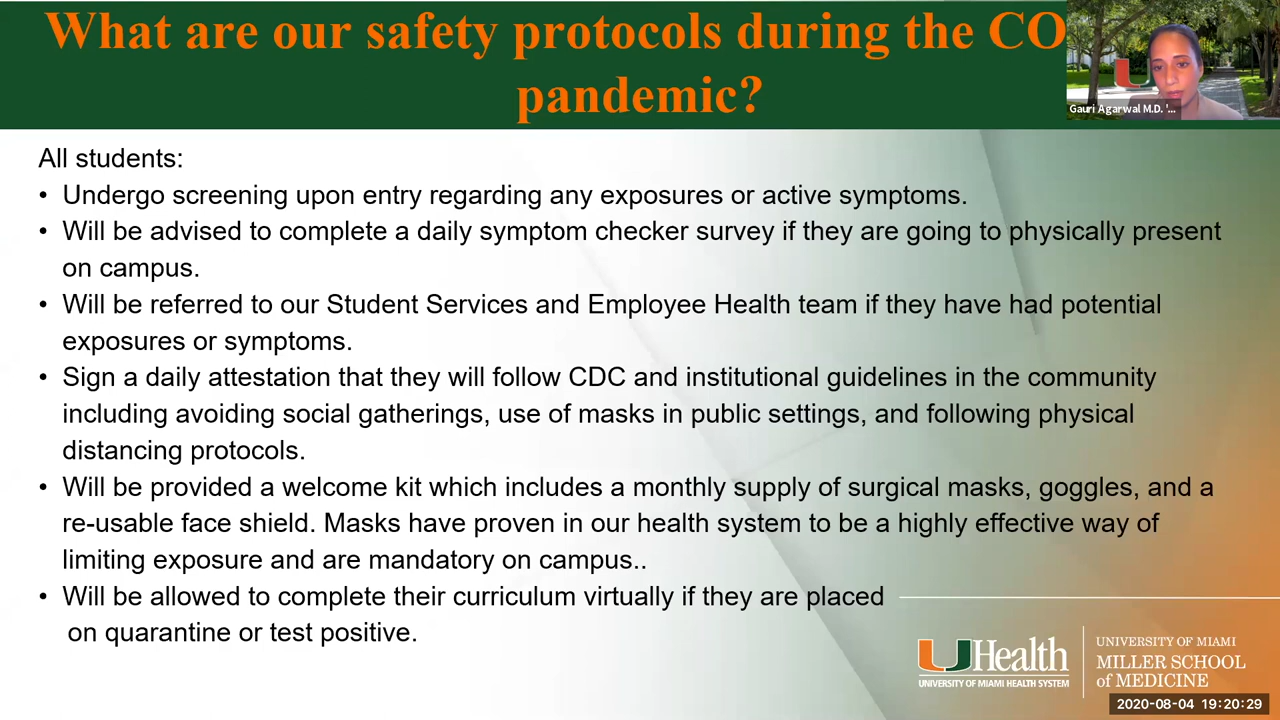 What are our safety protocols during the CO
pandemic?
Gauri Agarwal M.D. '...
All students:
• Undergo screening upon entry regarding any exposures or active symptoms.
• Will be advised to complete a daily symptom checker survey if they are going to physically present
on campus.
• Will be referred to our Student Services and Employee Health team if they have had potential
exposures or symptoms.
• Sign a daily attestation that they will follow CDC and institutional guidelines in the community
including avoiding social gatherings, use of masks in public settings, and following physical
distancing protocols.
• Will be provided a welcome kit which includes a monthly supply of surgical masks, goggles, and a
re-usable face shield. Masks have proven in our health system to be a highly effective way of
limiting exposure and are mandatory on campus..
• Will be allowed to complete their curriculum virtually if they are placed
on quarantine or test positive.
UHealth
UNIVERSITY OF MIAMI HEALTH SYSTEM
UNIVERSITY OF MIAMI
MILLER SCHOOL
of MEDICINE
2020-08-04 19:20:29